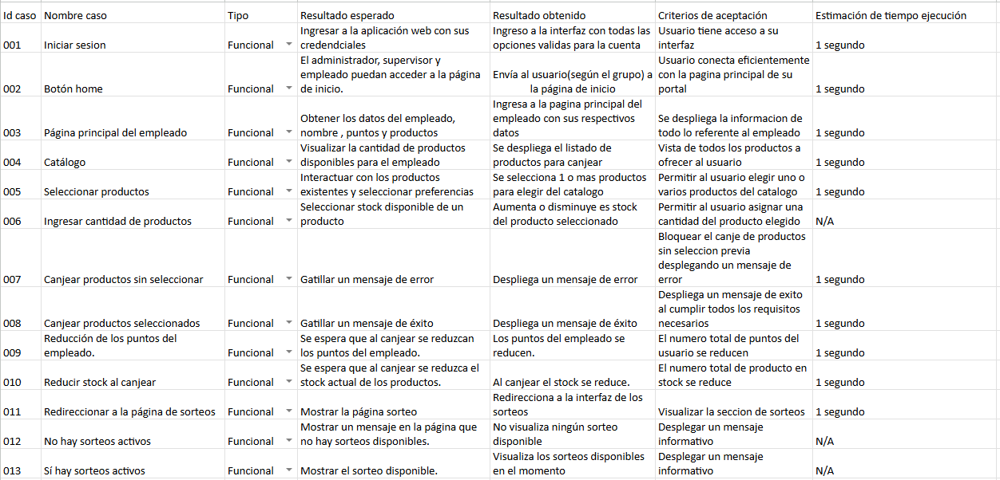 Id caso Nombre caso Tipo Resultado esperado Resultado obtenido Criterios de aceptación Estimación de tiempo ejecución
001 Iniciar sesion Funcional Ingresar a la aplicación web con sus credendciales Ingreso a la interfaz con todas las opciones validas para la cuenta Usuario tiene acceso a su interfaz 1 segundo
002 Botón home Funcional El administrador, supervisor y empleado puedan acceder a la página de inicio. Envía al usuario(según el grupo) a la página de inicio Usuario conecta eficientemente con la pagina principal de su portal 1 segundo
003 Página principal del empleado Funcional Obtener los datos del empleado, nombre , puntos y productos Ingresa a la pagina principal del empleado con sus respectivos datos Se despliega la informacion de todo lo referente al empleado 1 segundo
004 Catálogo Funcional Visualizar la cantidad de productos disponibles para el empleado Se despliega el listado de productos para canjear Vista de todos los productos a ofrecer al usuario 1 segundo
005 Seleccionar productos Funcional Interactuar con los productos existentes y seleccionar preferencias Se selecciona 1 o mas productos para elegir del catalogo Permitir al usuario elegir uno o varios productos del catalogo 1 segundo
006 Ingresar cantidad de productos Funcional Seleccionar stock disponible de un producto Aumenta o disminuye es stock del producto seleccionado Permitir al usuario asignar una cantidad del producto elegido N/A
007 Canjear productos sin seleccionar Funcional Gatillar un mensaje de error Despliega un mensaje de error Bloquear el canje de productos sin seleccion previa desplegando un mensaje de error 1 segundo
008 Canjear productos seleccionados Funcional Gatillar un mensaje de éxito Despliega un mensaje de éxito Despliega un mensaje de exito al cumplir todos los requisitos necesarios 1 segundo
009 Reducción de los puntos del empleado. Funcional Se espera que al canjear se reduzcan los puntos del empleado. Los puntos del empleado se reducen. El numero total de puntos del usuario se reducen 1 segundo
010 Reducir stock al canjear Funcional Se espera que al canjear se reduzca el stock actual de los productos. Al canjear el stock se reduce. El numero total de producto en stock se reduce 1 segundo
011 Redireccionar a la página de sorteos Funcional Mostrar la página sorteo Redirecciona a la interfaz de los sorteos Visualizar la seccion de sorteos 1 segundo
012 No hay sorteos activos Funcional Mostrar un mensaje en la página que no hay sorteos disponibles. No visualiza ningún sorteo disponible Desplegar un mensaje informativo N/A
013 Sí hay sorteos activos Funcional Mostrar el sorteo disponible. Visualiza los sorteos disponibles en el momento Desplegar un mensaje informativo N/A